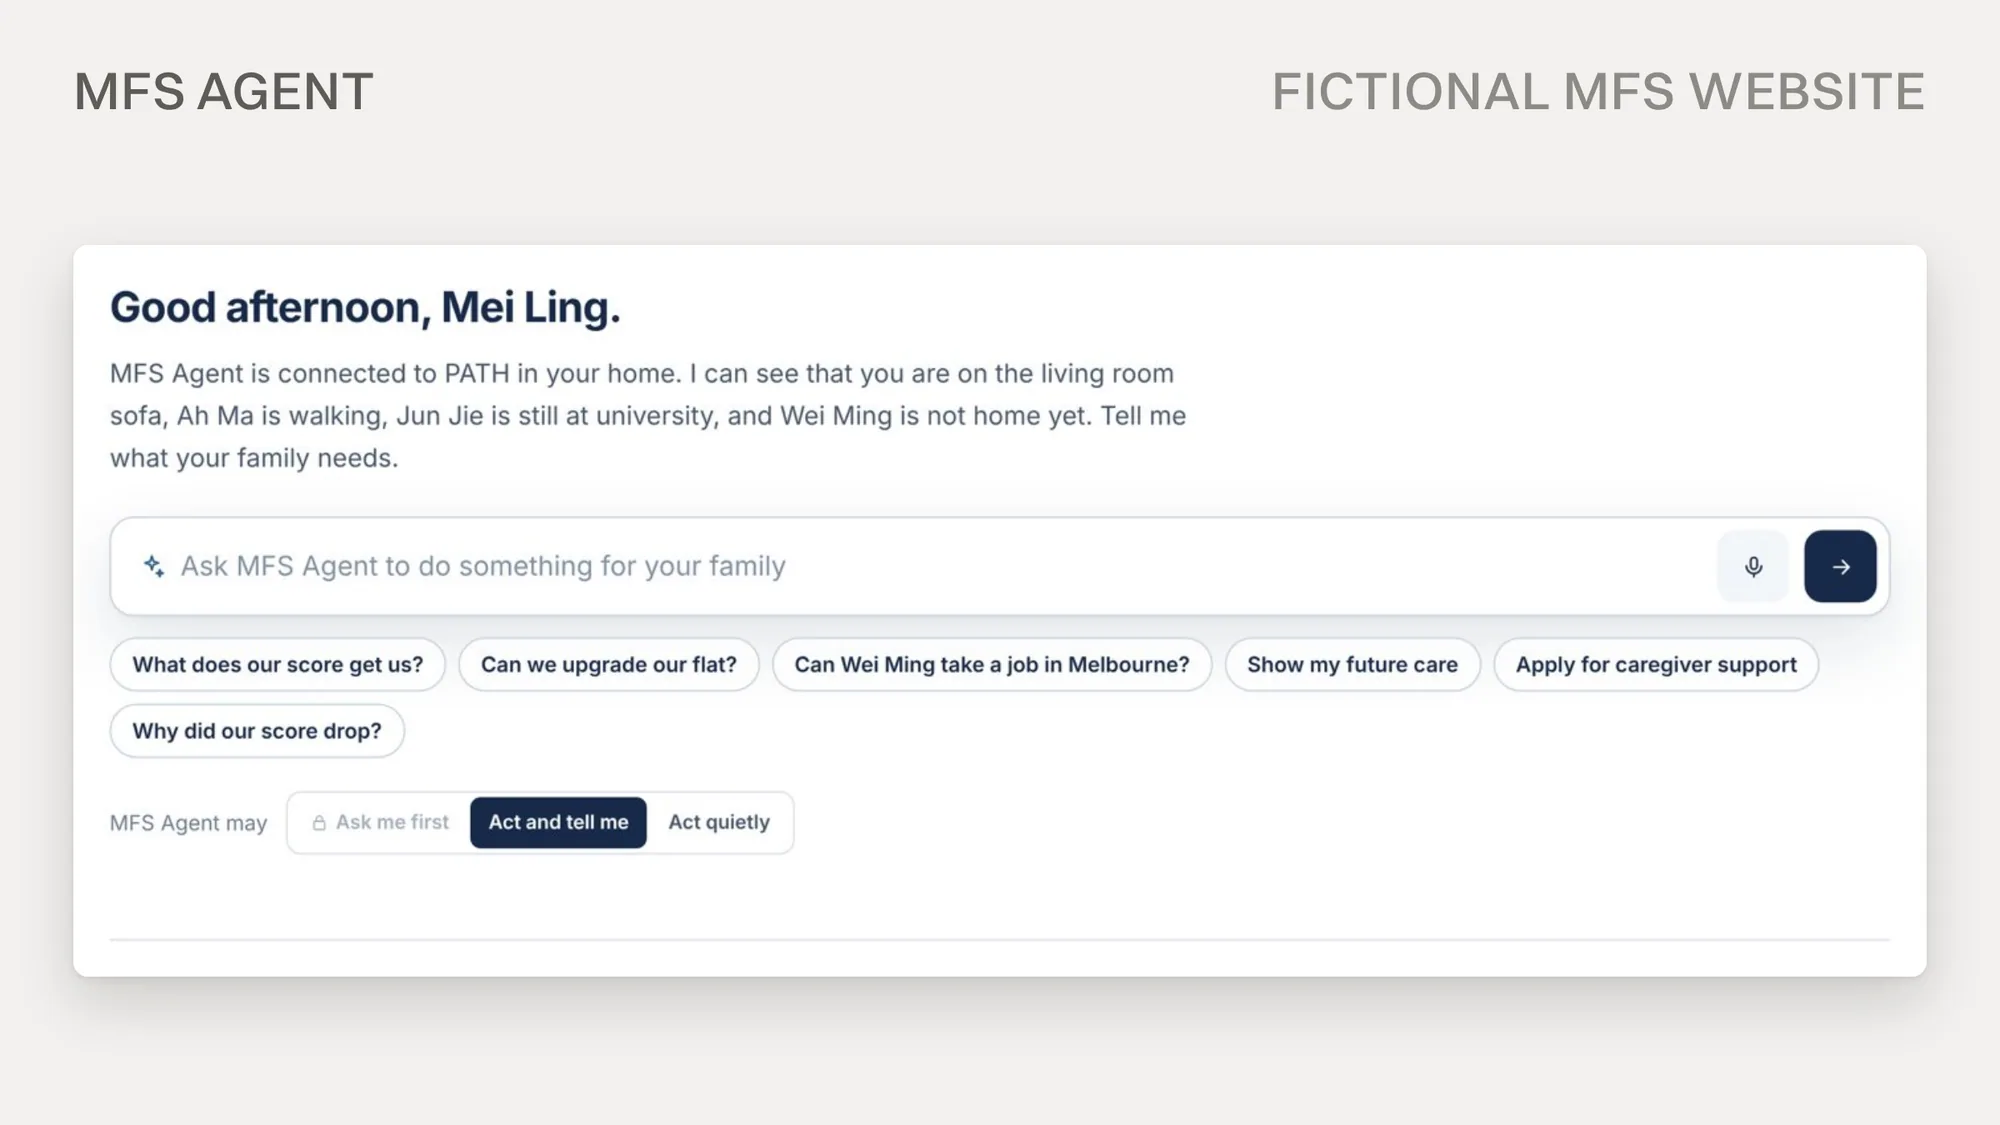 MFS AGENT
FICTIONAL MFS WEBSITE
Good afternoon, Mei Ling.
MFS Agent is connected to PATH in your home. I can see that you are on the living room
sofa, Ah Ma is walking, Jun Jie is still at university, and Wei Ming is not home yet. Tell me
what your family needs.
Ask MFS Agent to do something for your family
What does our score get us?
Can we upgrade our flat?
Can Wei Ming take a job in Melbourne?
Show my future care
Apply for caregiver support
Why did our score drop?
MFS Agent may
Ask me first
Act and tell me
Act quietly